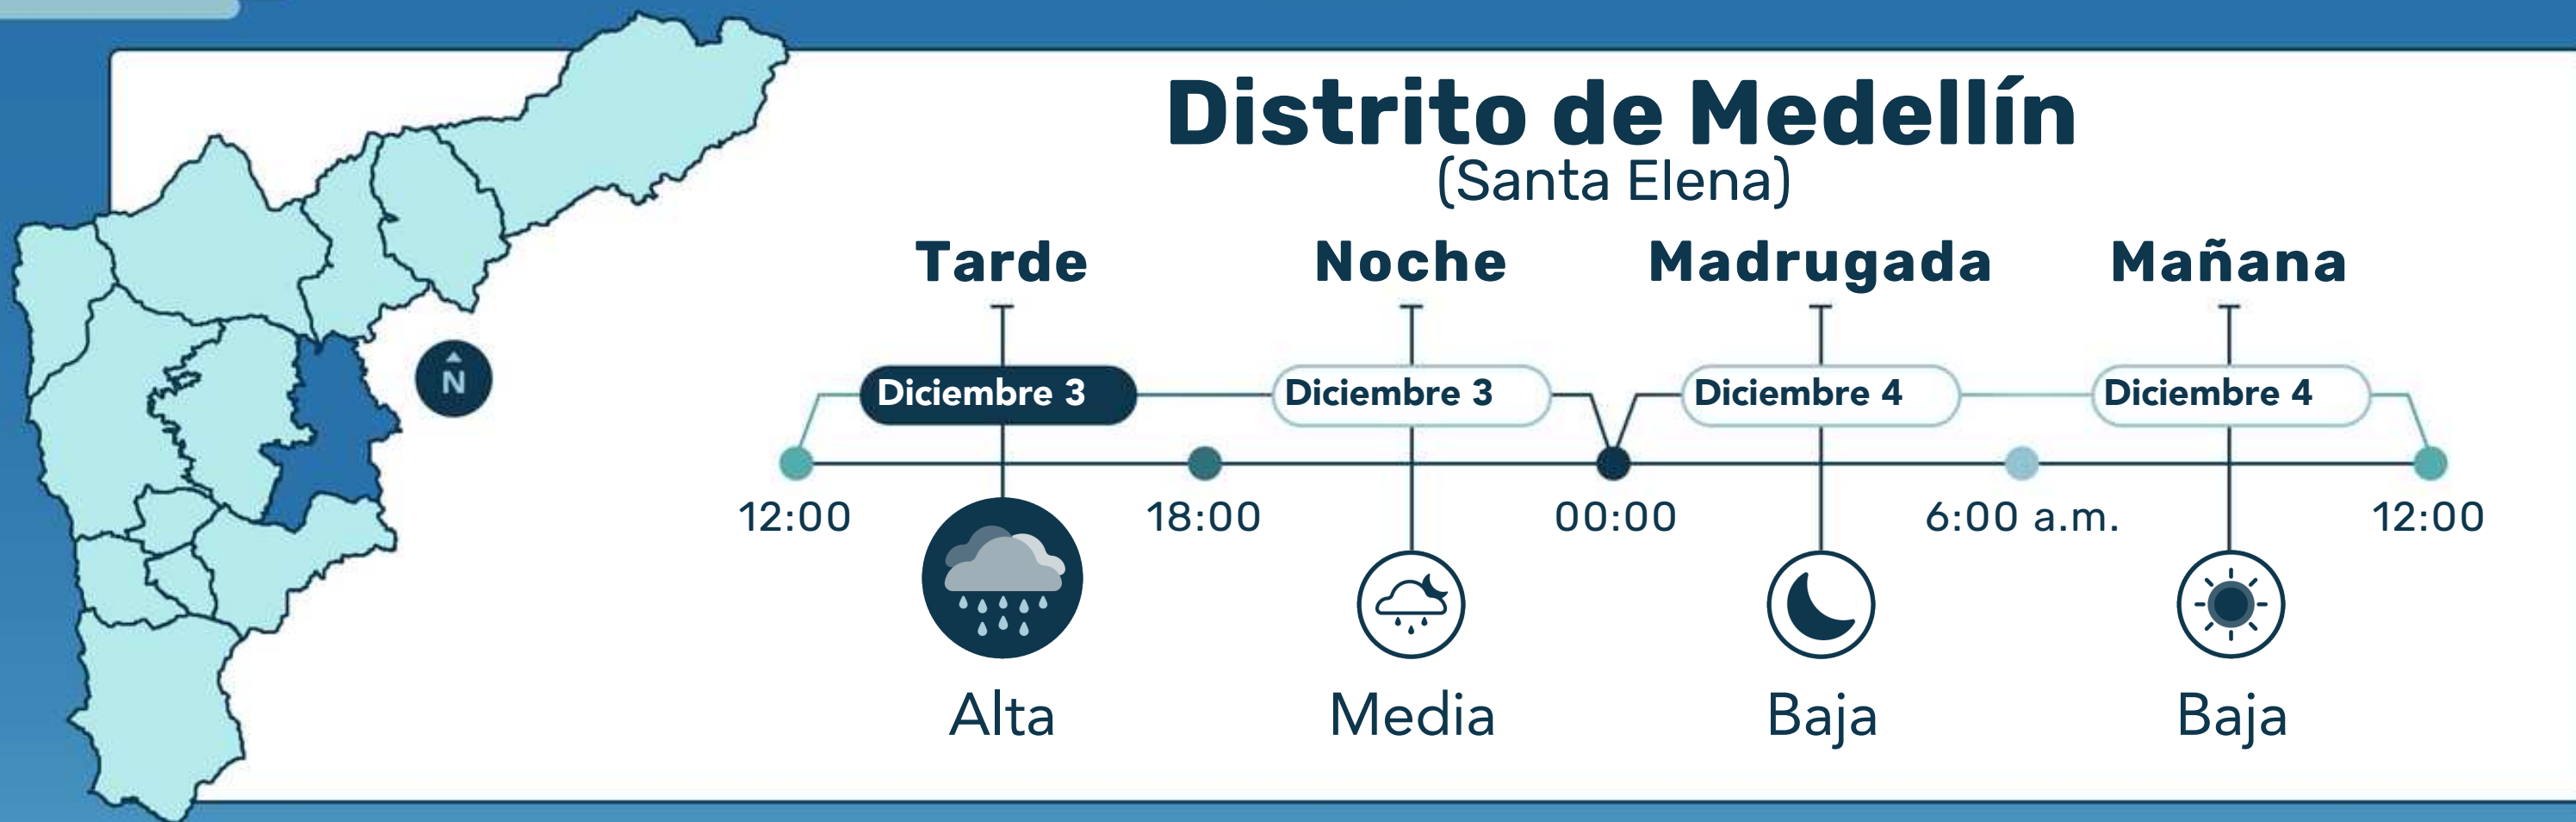 Distrito de Medellín
(Santa Elena)
Tarde Noche Madrugada Mañana
N
Diciembre 3 Diciembre 3 Diciembre 4 Diciembre 4
12:00 18:00 00:00 6:00 a.m. 12:00
Alta Media Baja Baja